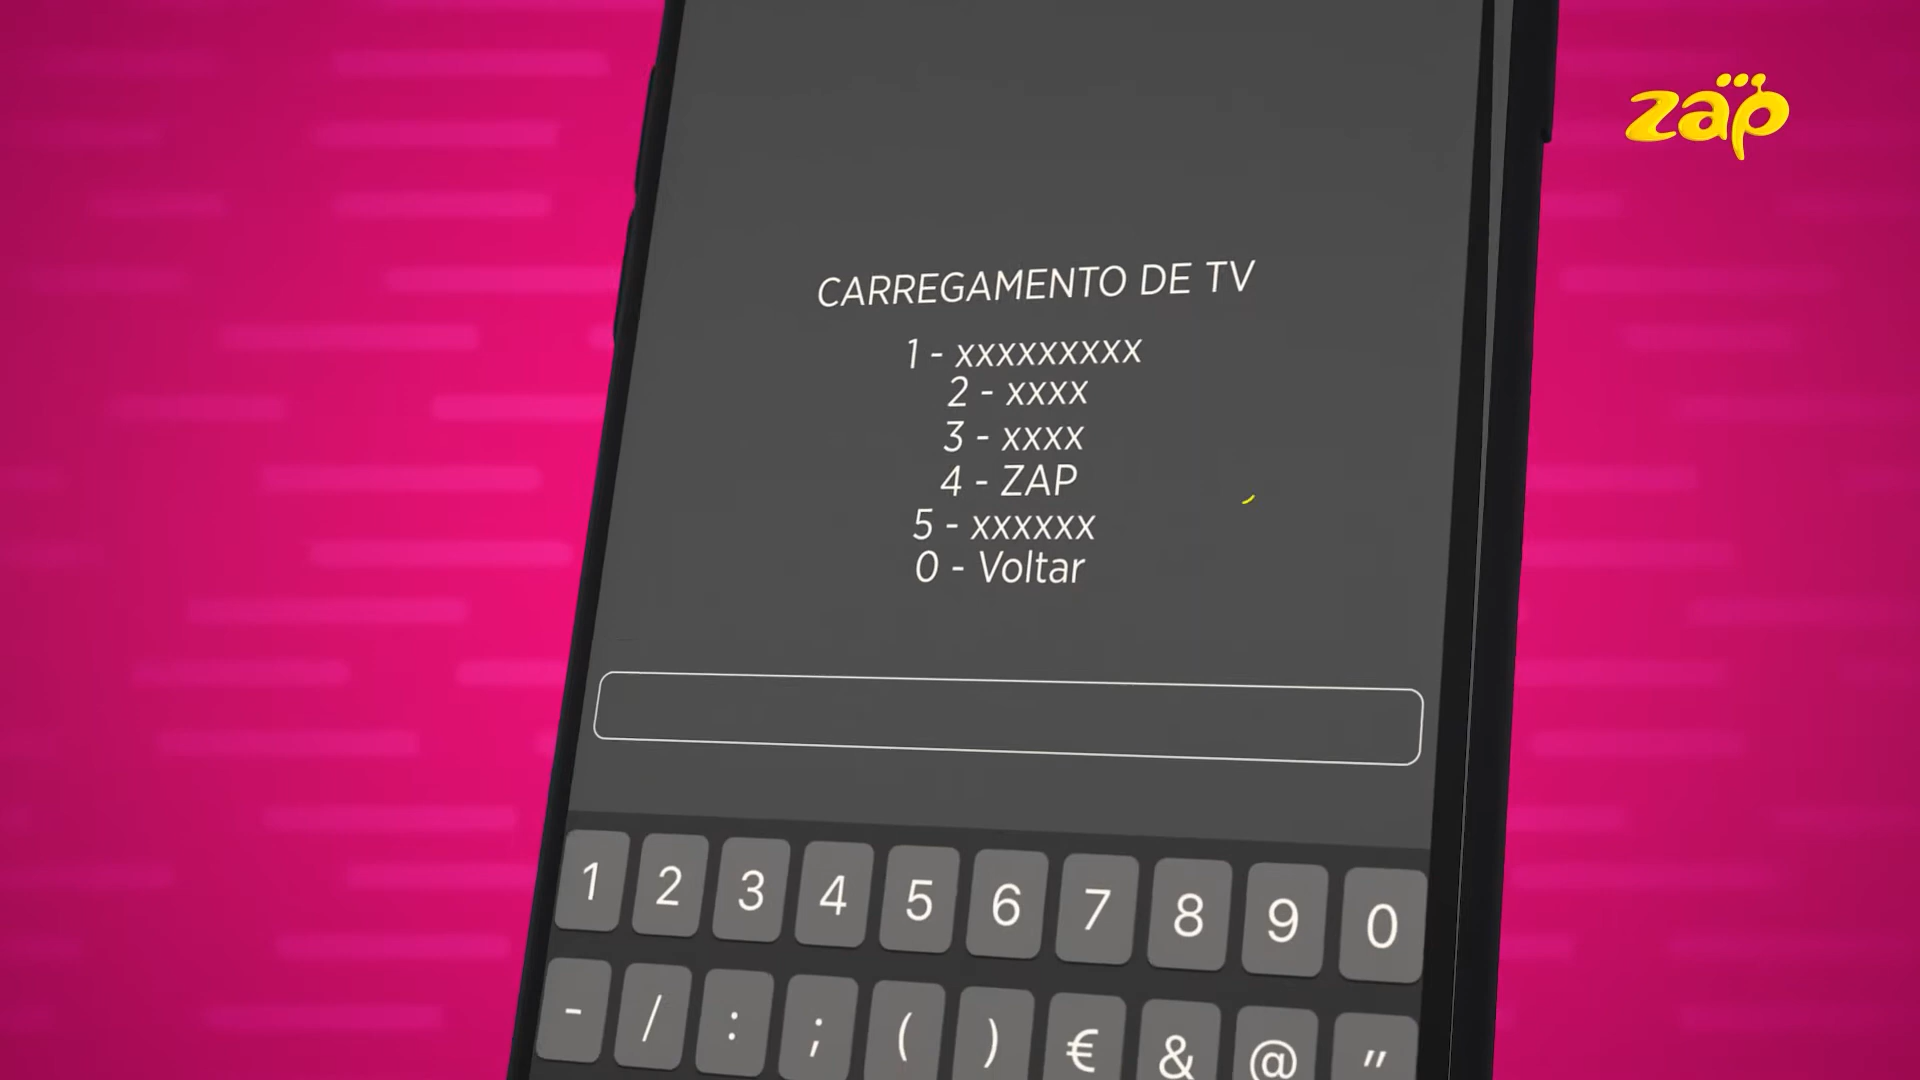 zap
CARREGAMENTO DE TV
1 - xxxxxxxxx
2 - xxxx
3 - xxxx
4 - ZAP
5 - xxxxxx
0 - Voltar
1 2 3 4 5 6 7 8 9 0
- / : ; ( ) € & @ "